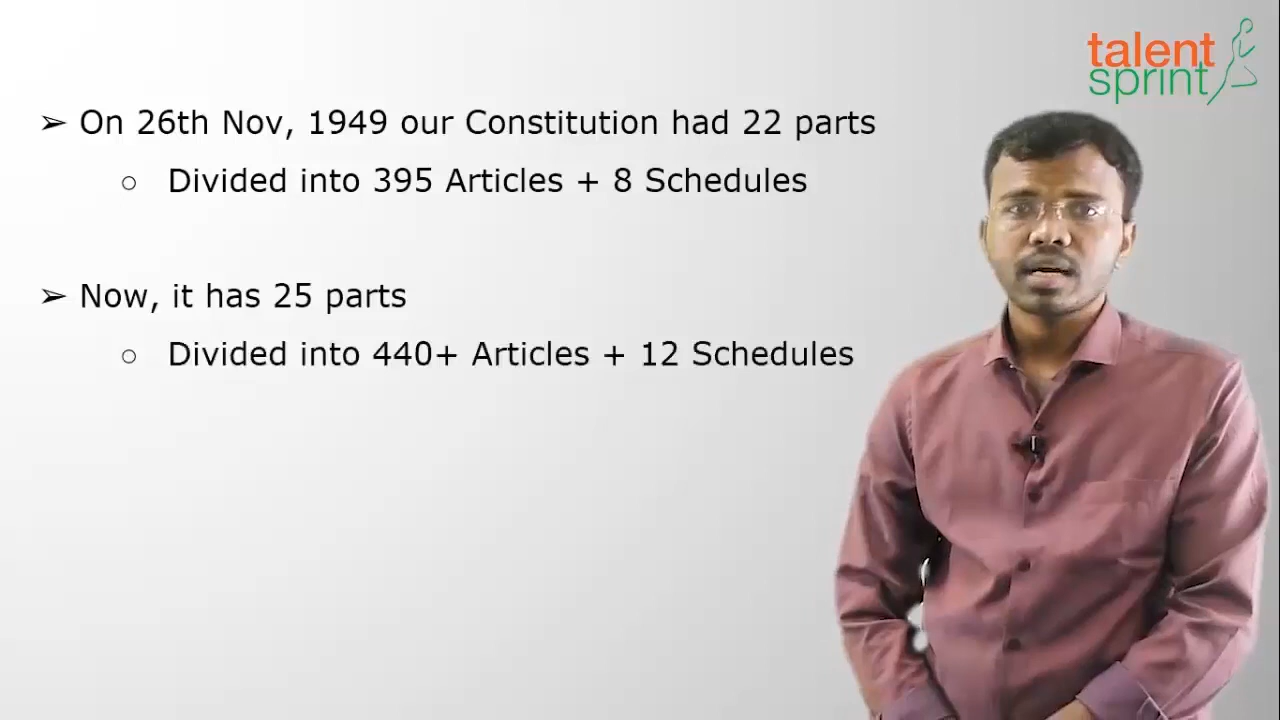 talent
sprint
➢ On 26th Nov, 1949 our Constitution had 22 parts
○ Divided into 395 Articles + 8 Schedules
➢ Now, it has 25 parts
○ Divided into 440+ Articles + 12 Schedules